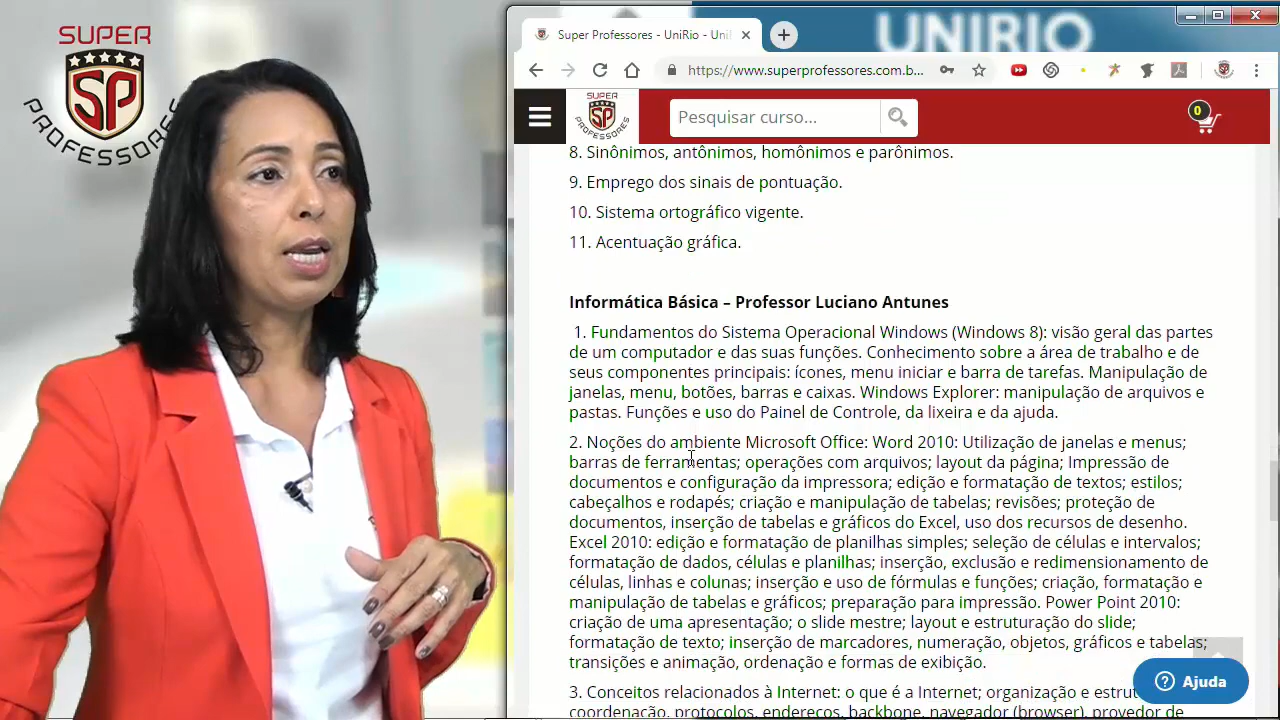 SUPER
SP
PROFESSORES
UNIRIO
Super Professores - UniRio - Uni
https://www.superprofessores.com.b...
SUPER
SP
PROFESSORES
Pesquisar curso...
0
8. Sinônimos, antônimos, homônimos e parônimos.
9. Emprego dos sinais de pontuação.
10. Sistema ortográfico vigente.
11. Acentuação gráfica.
Informática Básica – Professor Luciano Antunes
1. Fundamentos do Sistema Operacional Windows (Windows 8): visão geral das partes
de um computador e das suas funções. Conhecimento sobre a área de trabalho e de
seus componentes principais: ícones, menu iniciar e barra de tarefas. Manipulação de
janelas, menu, botões, barras e caixas. Windows Explorer: manipulação de arquivos e
pastas. Funções e uso do Painel de Controle, da lixeira e da ajuda.
2. Noções do ambiente Microsoft Office: Word 2010: Utilização de janelas e menus;
barras de ferramentas; operações com arquivos; layout da página; Impressão de
documentos e configuração da impressora; edição e formatação de textos; estilos;
cabeçalhos e rodapés; criação e manipulação de tabelas; revisões; proteção de
documentos, inserção de tabelas e gráficos do Excel, uso dos recursos de desenho.
Excel 2010: edição e formatação de planilhas simples; seleção de células e intervalos;
formatação de dados, células e planilhas; inserção, exclusão e redimensionamento de
células, linhas e colunas; inserção e uso de fórmulas e funções; criação, formatação e
manipulação de tabelas e gráficos; preparação para impressão. Power Point 2010:
criação de uma apresentação; o slide mestre; layout e estruturação do slide;
formatação de texto; inserção de marcadores, numeração, objetos, gráficos e tabelas;
transições e animação, ordenação e formas de exibição.
3. Conceitos relacionados à Internet: o que é a Internet; organização e estrut
coordenação, protocolos, endereços, backbone, navegador (browser), provedor de
Ajuda